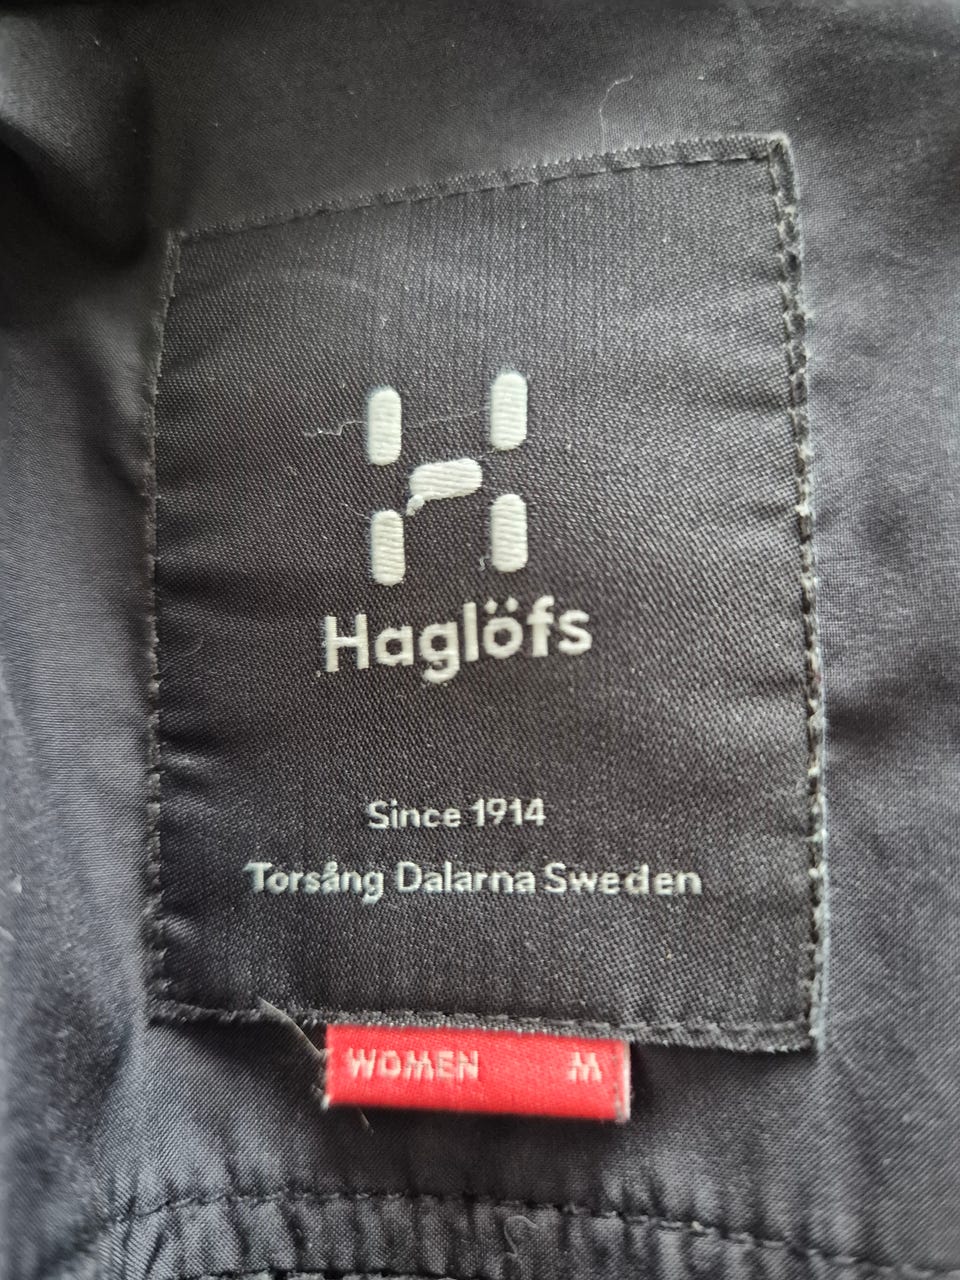 Haglöfs
Since 1914
Torsång Dalarna Sweden
WOMEN M